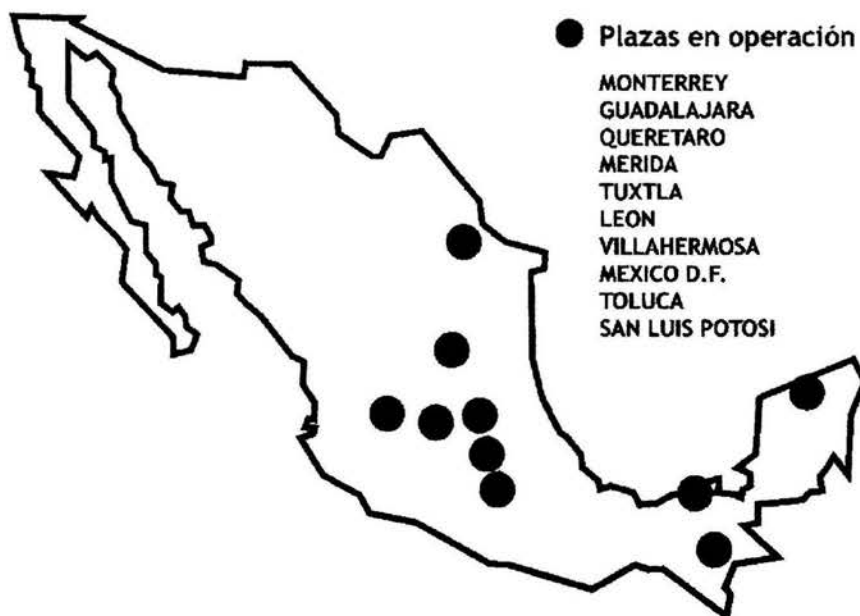 Plazas en operación
MONTERREY
GUADALAJARA
QUERETARO
MERIDA
TUXTLA
LEON
VILLAHERMOSA
MEXICO D.F.
TOLUCA
SAN LUIS POTOSI